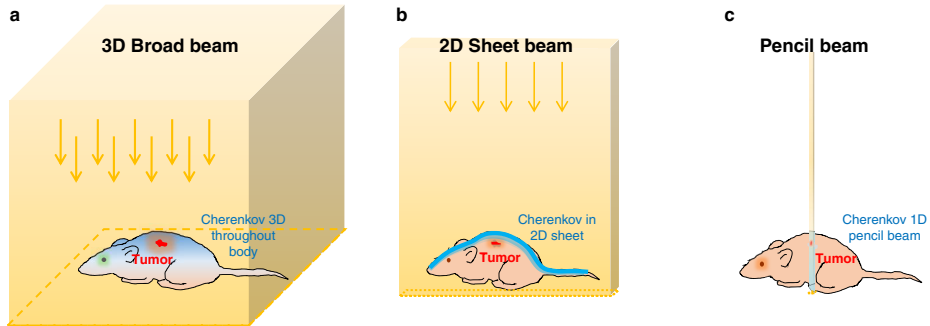 a
3D Broad beam
Cherenkov 3D
throughout
body
Tumor
b
2D Sheet beam
Cherenkov in
2D sheet
Tumor
c
Pencil beam
Cherenkov 1D
pencil beam
Tumor